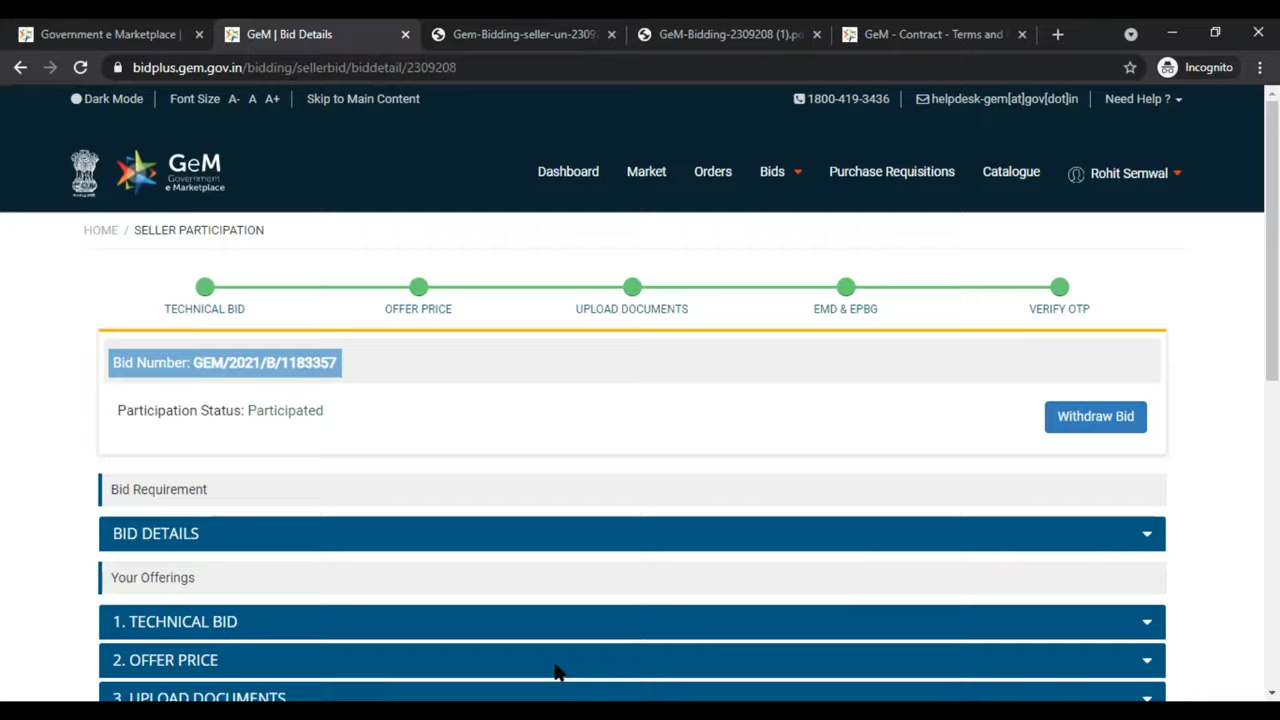 Government e Marketplace |
GeM | Bid Details
Gem-Bidding-seller-un-2309
GeM-Bidding-2309208 (1).pd
GeM - Contract - Terms and
bidplus.gem.gov.in/bidding/sellerbid/biddetail/2309208
Incognito
Dark Mode
Font Size A- A A+
Skip to Main Content
1800-419-3436
helpdesk-gem[at]gov[dot]in
Need Help ?
GeM
Government
e Marketplace
Dashboard
Market
Orders
Bids
Purchase Requisitions
Catalogue
Rohit Semwal
HOME / SELLER PARTICIPATION
TECHNICAL BID
OFFER PRICE
UPLOAD DOCUMENTS
EMD & EPBG
VERIFY OTP
Bid Number: GEM/2021/B/1183357
Participation Status: Participated
Withdraw Bid
Bid Requirement
BID DETAILS
Your Offerings
1. TECHNICAL BID
2. OFFER PRICE
3. UPLOAD DOCUMENTS